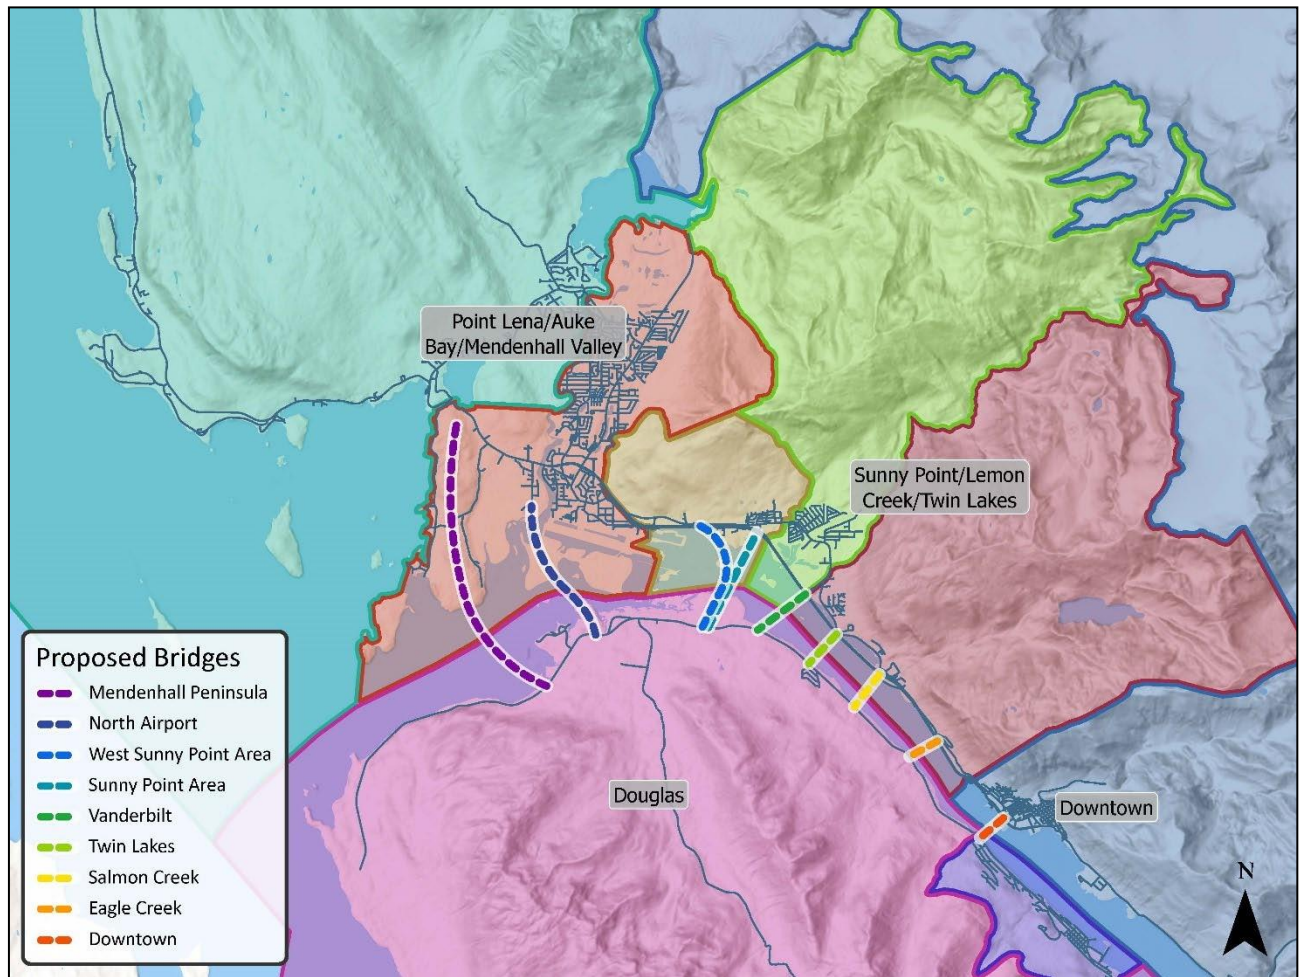 Point Lena/Auke
Bay/Mendenhall Valley
Sunny Point/Lemon
Creek/Twin Lakes
Douglas
Downtown
Proposed Bridges
Mendenhall Peninsula
North Airport
West Sunny Point Area
Sunny Point Area
Vanderbilt
Twin Lakes
Salmon Creek
Eagle Creek
Downtown
N